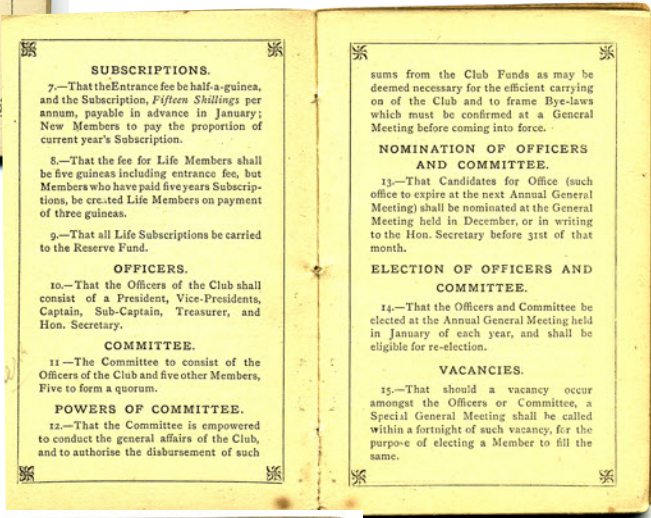 SUBSCRIPTIONS.
7.—That the Entrance fee be half-a-guinea,
and the Subscription, Fifteen Shillings per
annum, payable in advance in January;
New Members to pay the proportion of
current year's Subscription.
8.—That the fee for Life Members shall
be five guineas including entrance fee, but
Members who have paid five years Subscrip-
tions, be created Life Members on payment
of three guineas.
9.—That all Life Subscriptions be carried
to the Reserve Fund.
OFFICERS.
10.—That the Officers of the Club shall
consist of a President, Vice-Presidents,
Captain, Sub-Captain, Treasurer, and
Hon. Secretary.
COMMITTEE.
11—The Committee to consist of the
Officers of the Club and five other Members,
Five to form a quorum.
POWERS OF COMMITTEE.
12.—That the Committee is empowered
to conduct the general affairs of the Club,
and to authorise the disbursement of such
sums from the Club Funds as may be
deemed necessary for the efficient carrying
on of the Club and to frame Bye-laws
which must be confirmed at a General
Meeting before coming into force.
NOMINATION OF OFFICERS
AND COMMITTEE.
13.—That Candidates for Office (such
office to expire at the next Annual General
Meeting) shall be nominated at the General
Meeting held in December, or in writing
to the Hon. Secretary before 31st of that
month.
ELECTION OF OFFICERS AND
COMMITTEE.
14.—That the Officers and Committee be
elected at the Annual General Meeting held
in January of each year, and shall be
eligible for re-election.
VACANCIES.
15.—That should a vacancy occur
amongst the Officers or Committee, a
Special General Meeting shall be called
within a fortnight of such vacancy, for the
purpose of electing a Member to fill the
same.